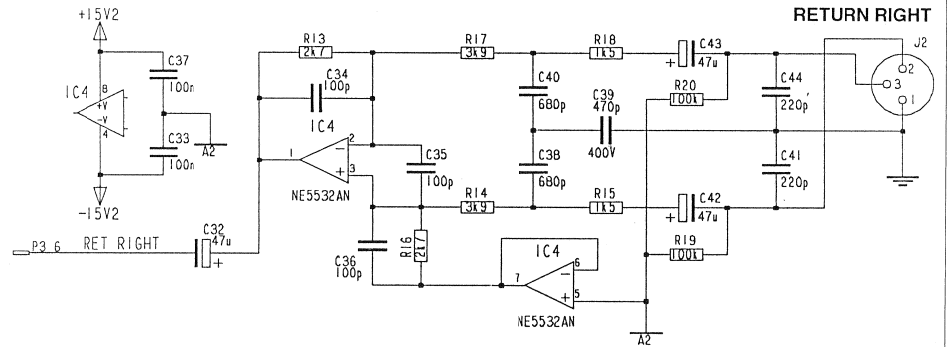 RETURN RIGHT
+15V2
R13
2k7
R17
3k9
R18
1k5
C43
+ 47u
J2
C37
100n
C34
100p
C40
680p
C39
470p
400V
R20
100k
C44
220p
2
3
1
IC4
8
+V
-V
4
IC4
1
2
-
+
3
NE5532AN
C35
100p
C33
100n
A2
C38
680p
C41
220p
-15V2
R14
3k9
R15
1k5
C42
+ 47u
P3 6 RET RIGHT
C32
47u
+
C36
100p
R16
2k7
IC4
7
6
-
+
5
NE5532AN
R19
100k
A2